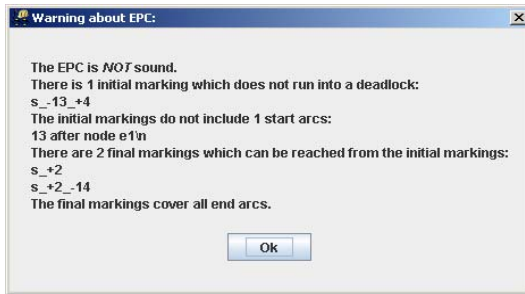 Warning about EPC:
The EPC is NOT sound.
There is 1 initial marking which does not run into a deadlock:
s_-13_+4
The initial markings do not include 1 start arcs:
13 after node e1\n
There are 2 final markings which can be reached from the initial markings:
s_+2
s_+2_-14
The final markings cover all end arcs.
Ok